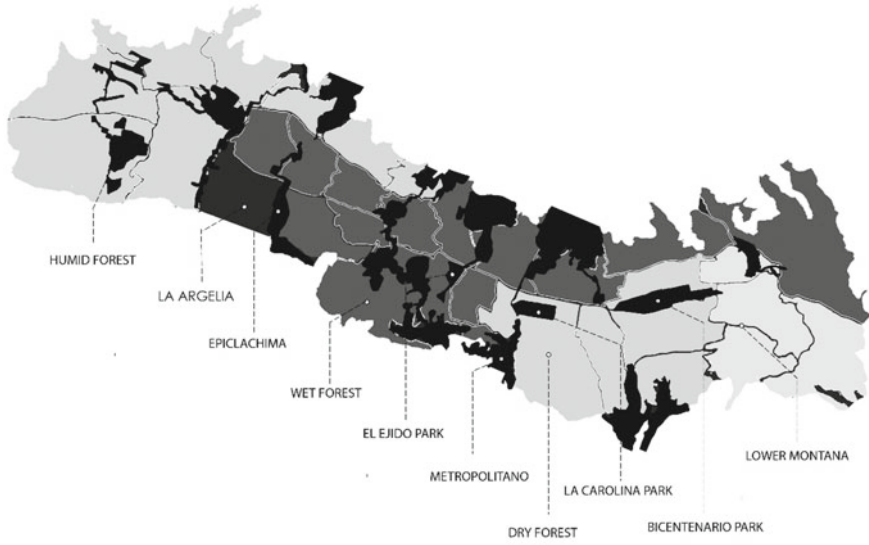 HUMID FOREST
LA ARGELIA
EPICLACHIMA
WET FOREST
EL EJIDO PARK
METROPOLITANO
DRY FOREST
LA CAROLINA PARK
BICENTENARIO PARK
LOWER MONTANA